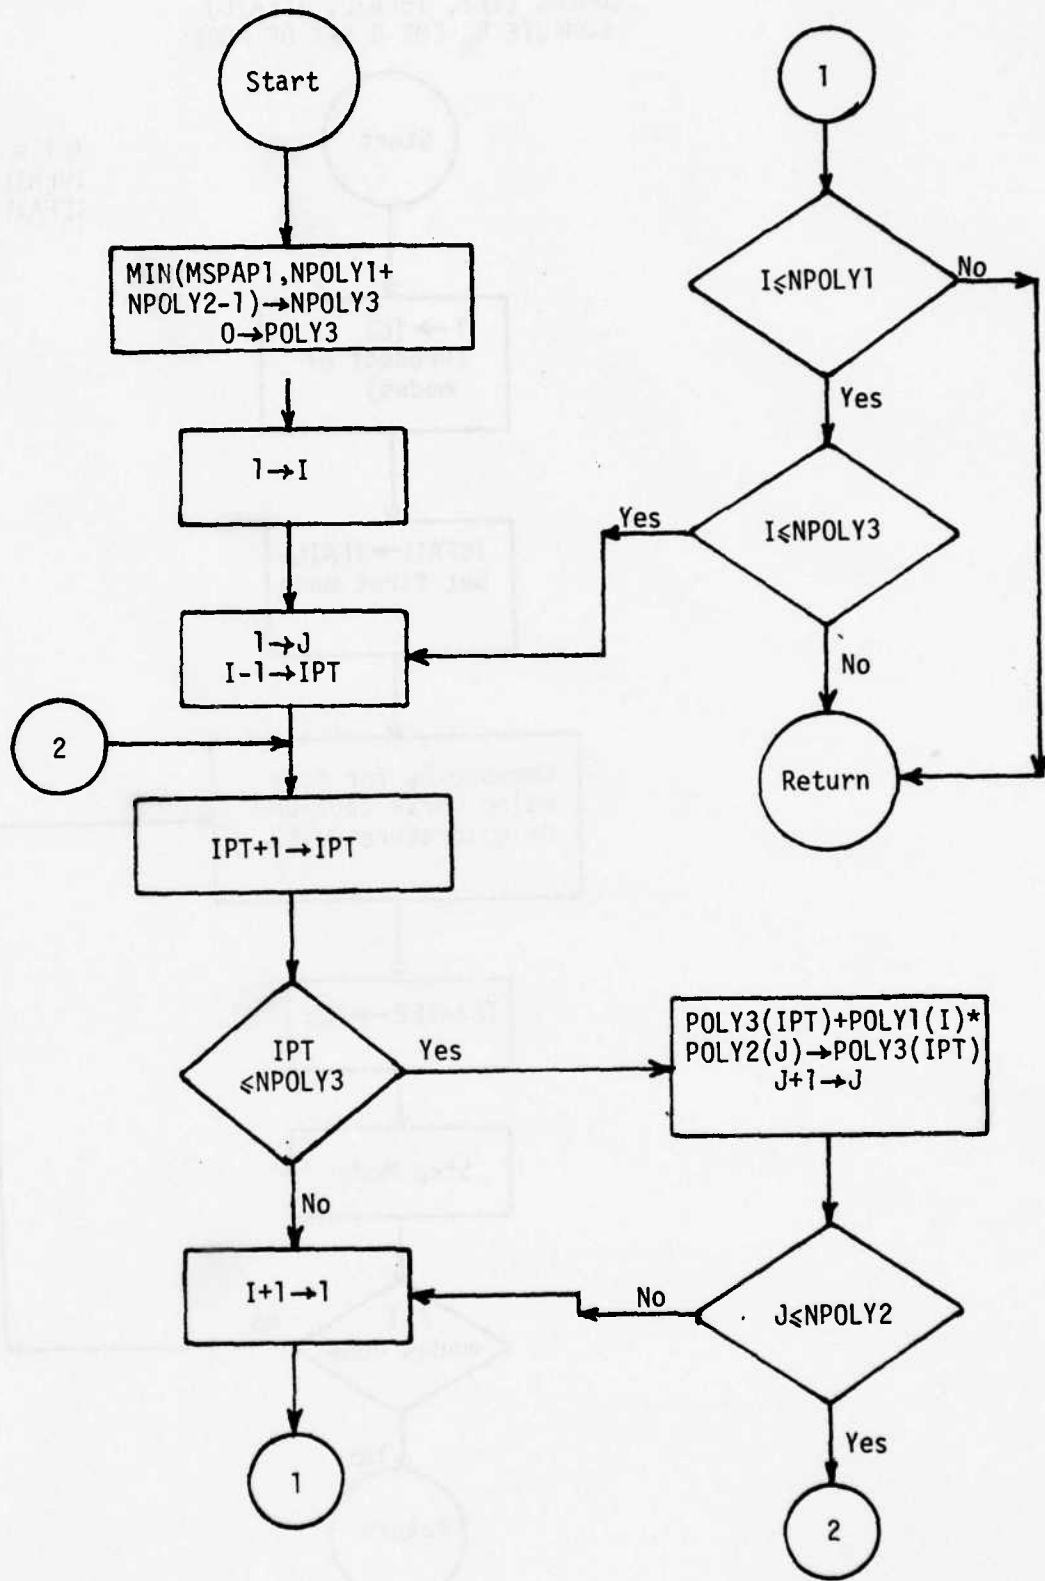 Start
MIN(MSPAP1,NPOLY1+
NPOLY2-1)→NPOLY3
0→POLY3
1→I
1→J
I-1→IPT
2
IPT+1→IPT
IPT
≤NPOLY3
Yes
No
I+1→1
1
1
I≤NPOLY1
No
Yes
I≤NPOLY3
Yes
No
Return
POLY3(IPT)+POLY1(I)*
POLY2(J)→POLY3(IPT)
J+1→J
J≤NPOLY2
No
Yes
2